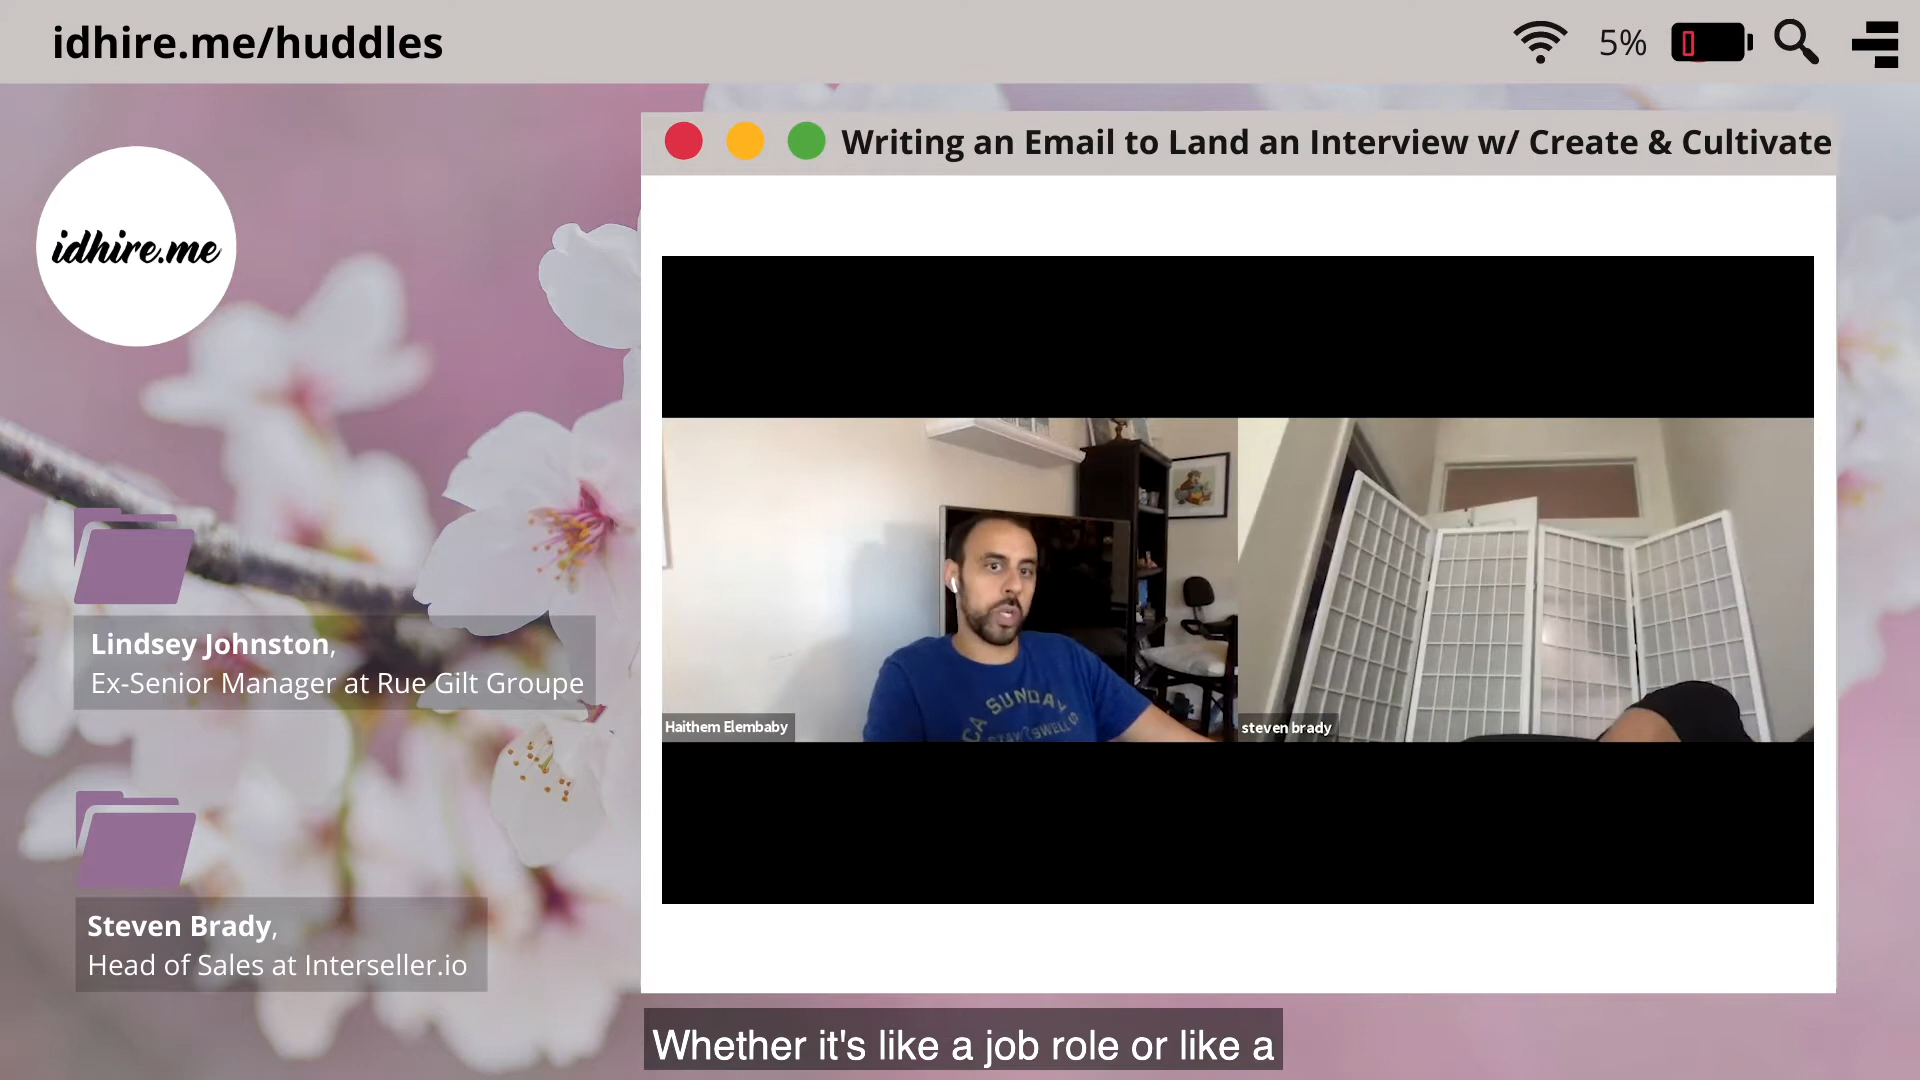 idhire.me/huddles
5%
Writing an Email to Land an Interview w/ Create & Cultivate
idhire.me
Lindsey Johnston,
Ex-Senior Manager at Rue Gilt Groupe
CA SUNDAY
Haithem Elembaby
steven brady
Steven Brady,
Head of Sales at Interseller.io
Whether it's like a job role or like a